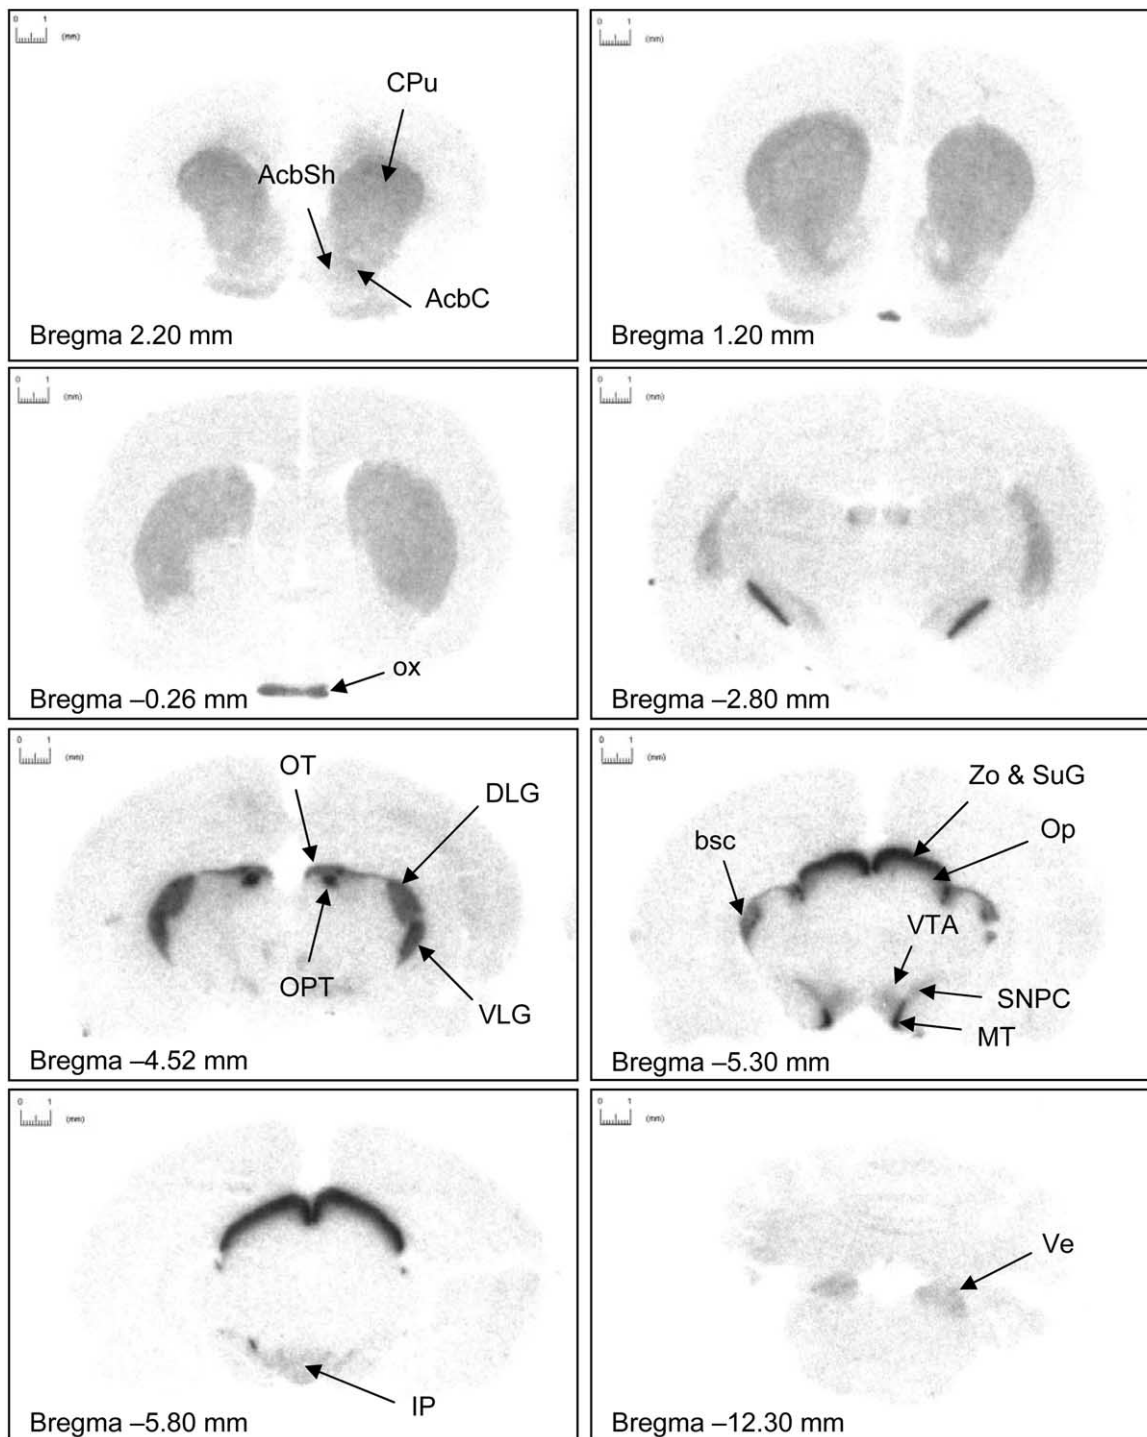 0 1
(mm)
CPu
AcbSh
AcbC
Bregma 2.20 mm
0 1
(mm)
Bregma 1.20 mm
0 1
(mm)
ox
Bregma –0.26 mm
0 1
(mm)
Bregma –2.80 mm
0 1
(mm)
OT
DLG
OPT
VLG
Bregma –4.52 mm
0 1
(mm)
Zo & SuG
Op
bsc
VTA
SNPC
MT
Bregma –5.30 mm
0 1
(mm)
IP
Bregma –5.80 mm
0 1
(mm)
Ve
Bregma –12.30 mm